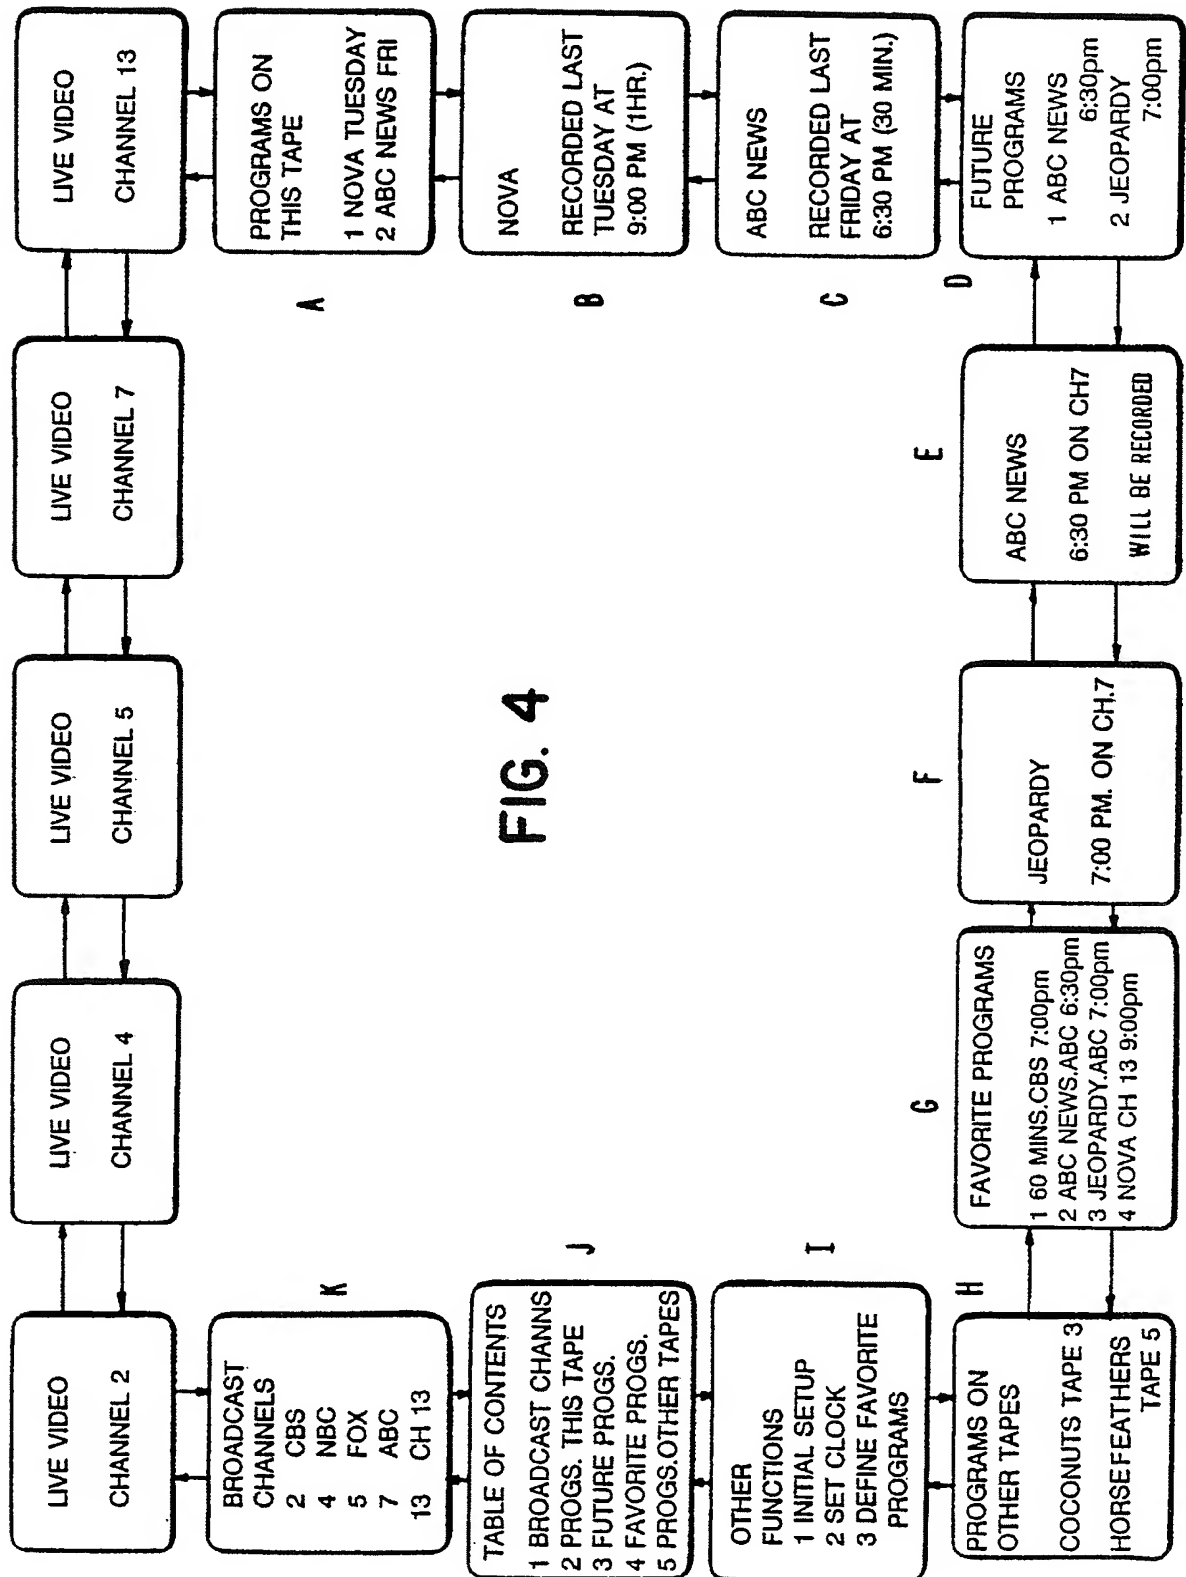 LIVE VIDEO
CHANNEL 2
LIVE VIDEO
CHANNEL 4
LIVE VIDEO
CHANNEL 5
LIVE VIDEO
CHANNEL 7
LIVE VIDEO
CHANNEL 13
A
PROGRAMS ON
THIS TAPE
1 NOVA TUESDAY
2 ABC NEWS FRI
B
NOVA
RECORDED LAST
TUESDAY AT
9:00 PM (1HR.)
C
ABC NEWS
RECORDED LAST
FRIDAY AT
6:30 PM (30 MIN.)
D
FUTURE
PROGRAMS
1 ABC NEWS
6:30pm
2 JEOPARDY
7:00pm
E
ABC NEWS
6:30 PM ON CH7
WILL BE RECORDED
F
JEOPARDY
7:00 PM. ON CH.7
G
FAVORITE PROGRAMS
1 60 MINS.CBS 7:00pm
2 ABC NEWS.ABC 6:30pm
3 JEOPARDY.ABC 7:00pm
4 NOVA CH 13 9:00pm
H
PROGRAMS ON
OTHER TAPES
COCONUTS TAPE 3
HORSEFEATHERS
TAPE 5
I
OTHER
FUNCTIONS
1 INITIAL SETUP
2 SET CLOCK
3 DEFINE FAVORITE
PROGRAMS
J
TABLE OF CONTENTS
1 BROADCAST CHANNS
2 PROGS. THIS TAPE
3 FUTURE PROGS.
4 FAVORITE PROGS.
5 PROGS.OTHER TAPES
K
BROADCAST
CHANNELS
2 CBS
4 NBC
5 FOX
7 ABC
13 CH 13
FIG. 4